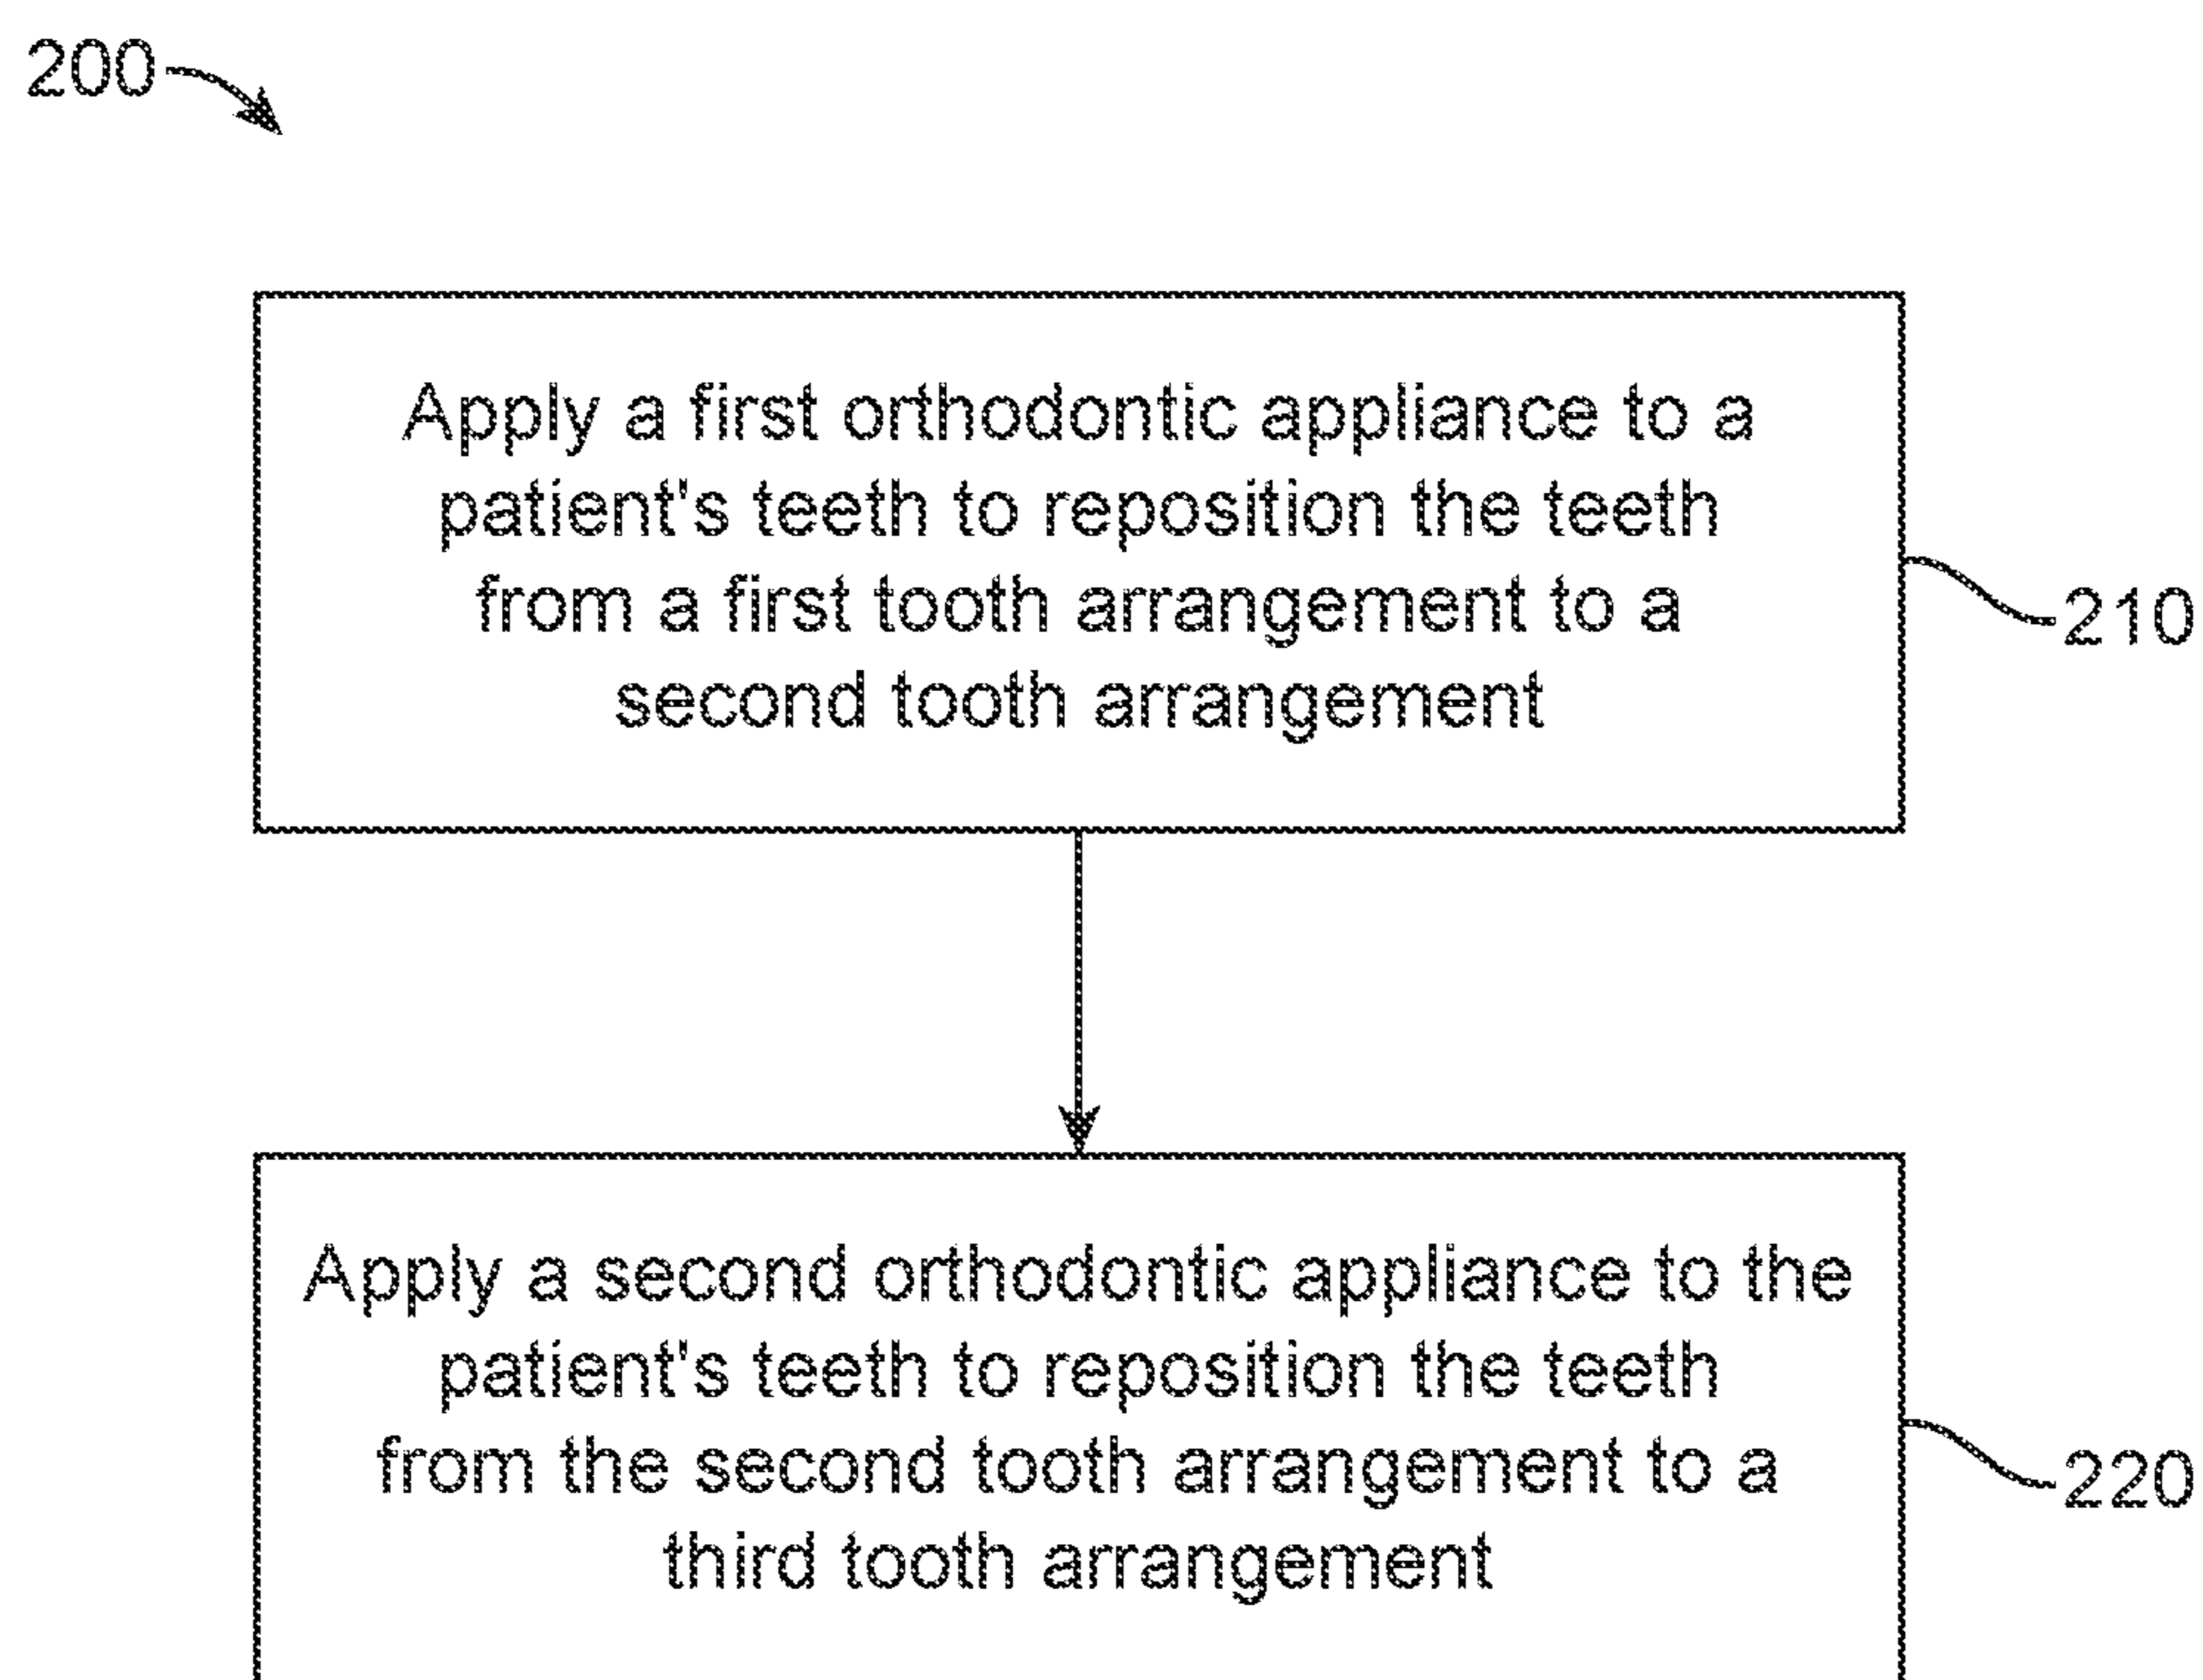 200
Apply a first orthodontic appliance to a
patient's teeth to reposition the teeth
from a first tooth arrangement to a
second tooth arrangement
210
Apply a second orthodontic appliance to the
patient's teeth to reposition the teeth
from the second tooth arrangement to a
third tooth arrangement
220